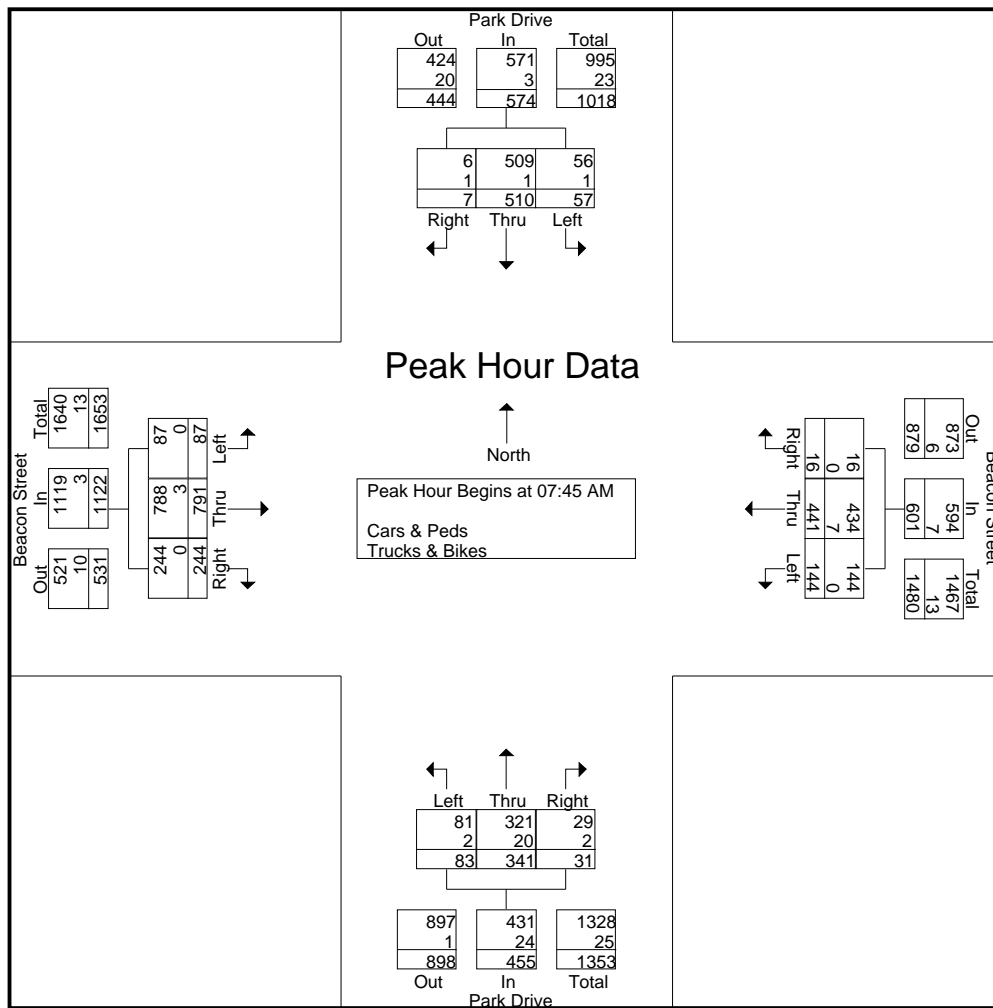 Park Drive
Out In Total
424 571 995
20 3 23
444 574 1018
6 509 56
1 1 1
7 510 57
Right Thru Left
Peak Hour Data
North
Peak Hour Begins at 07:45 AM
Cars & Peds
Trucks & Bikes
Beacon Street
Out In Total
521 1119 1640
10 3 13
531 1122 1653
244 788 87
0 3 0
244 791 87
Right Thru Left
Beacon Street
Out In Total
873 594 1467
6 7 13
879 601 1480
16 434 144
0 7 0
16 441 144
Right Thru Left
Left Thru Right
81 321 29
2 20 2
83 341 31
897 431 1328
1 24 25
898 455 1353
Out In Total
Park Drive